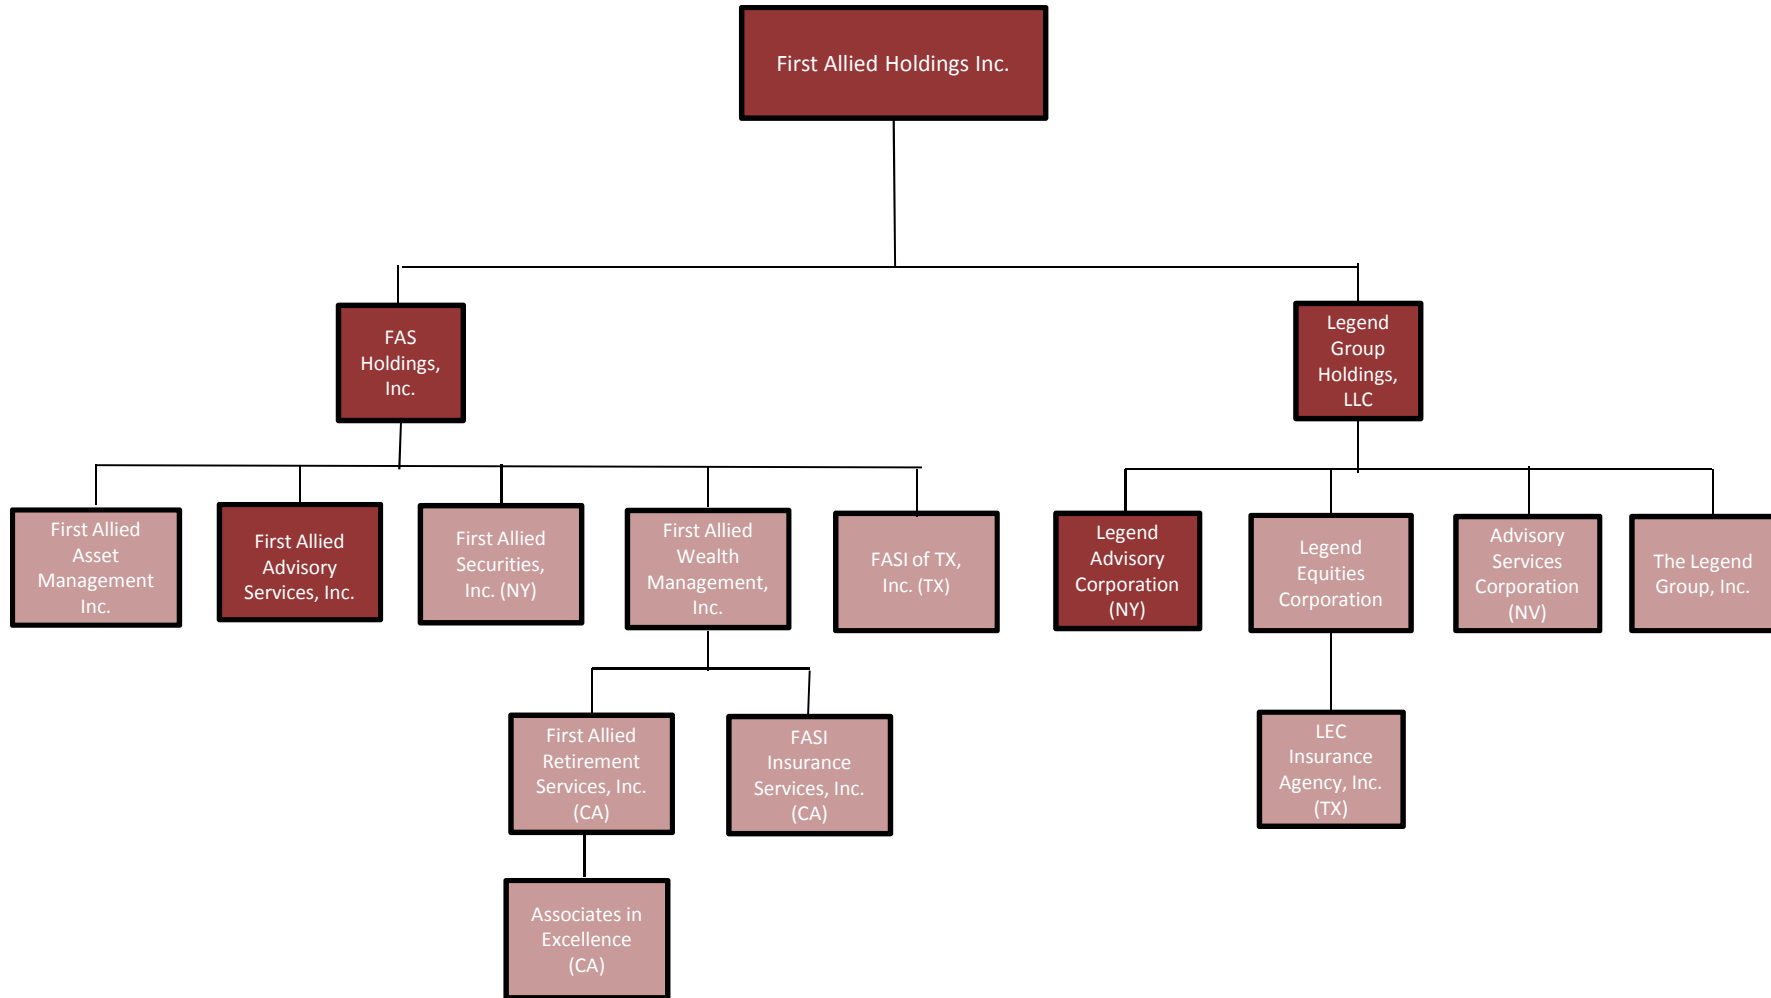 First Allied Holdings Inc.
FAS
Holdings,
Inc.
Legend
Group
Holdings,
LLC
First Allied
Asset
Management
Inc.
First Allied
Advisory
Services, Inc.
First Allied
Securities,
Inc. (NY)
First Allied
Wealth
Management,
Inc.
FASI of TX,
Inc. (TX)
Legend
Advisory
Corporation
(NY)
Legend
Equities
Corporation
Advisory
Services
Corporation
(NV)
The Legend
Group, Inc.
First Allied
Retirement
Services, Inc.
(CA)
FASI
Insurance
Services, Inc.
(CA)
LEC
Insurance
Agency, Inc.
(TX)
Associates in
Excellence
(CA)